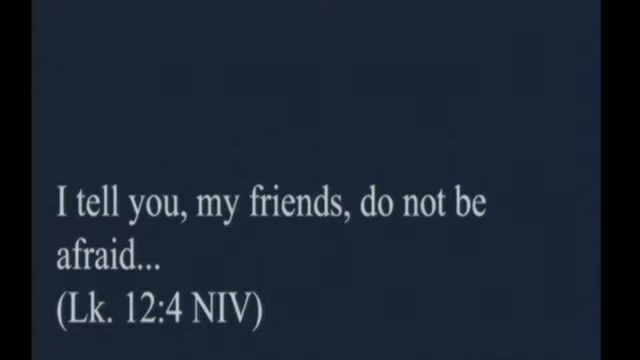 I tell you, my friends, do not be
afraid...
(Lk. 12:4 NIV)